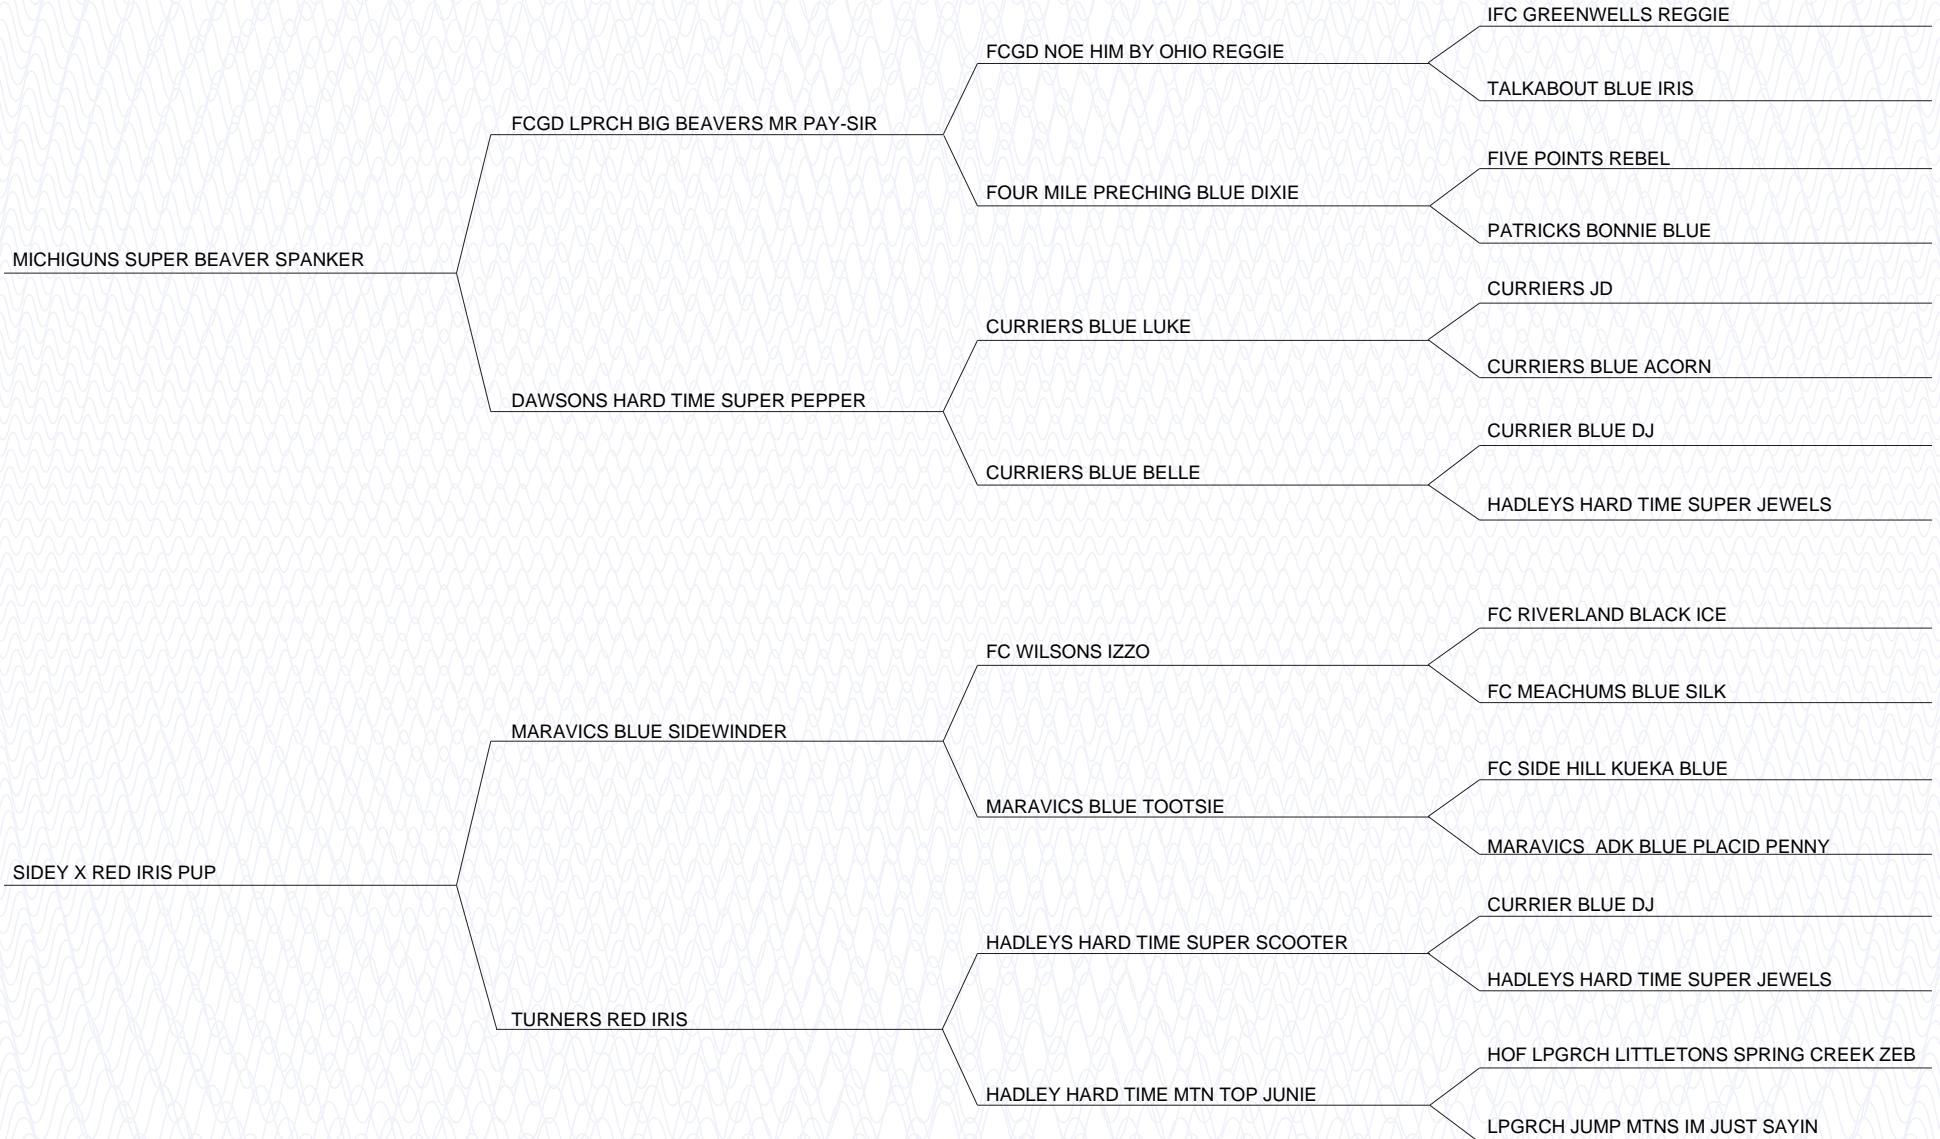 IFC GREENWELLS REGGIE
FCGD NOE HIM BY OHIO REGGIE
TALKABOUT BLUE IRIS
FCGD LPRCH BIG BEAVERS MR PAY-SIR
FIVE POINTS REBEL
FOUR MILE PRECHING BLUE DIXIE
PATRICKS BONNIE BLUE
MICHIGUNS SUPER BEAVER SPANKER
CURRIERS JD
CURRIERS BLUE LUKE
CURRIERS BLUE ACORN
DAWSONS HARD TIME SUPER PEPPER
CURRIER BLUE DJ
CURRIERS BLUE BELLE
HADLEYS HARD TIME SUPER JEWELS
FC RIVERLAND BLACK ICE
FC WILSONS IZZO
FC MEACHUMS BLUE SILK
MARAVICS BLUE SIDEWINDER
FC SIDE HILL KUEKA BLUE
MARAVICS BLUE TOOTSIE
MARAVICS  ADK BLUE PLACID PENNY
SIDEY X RED IRIS PUP
CURRIER BLUE DJ
HADLEYS HARD TIME SUPER SCOOTER
HADLEYS HARD TIME SUPER JEWELS
TURNERS RED IRIS
HOF LPGRCH LITTLETONS SPRING CREEK ZEB
HADLEY HARD TIME MTN TOP JUNIE
LPGRCH JUMP MTNS IM JUST SAYIN